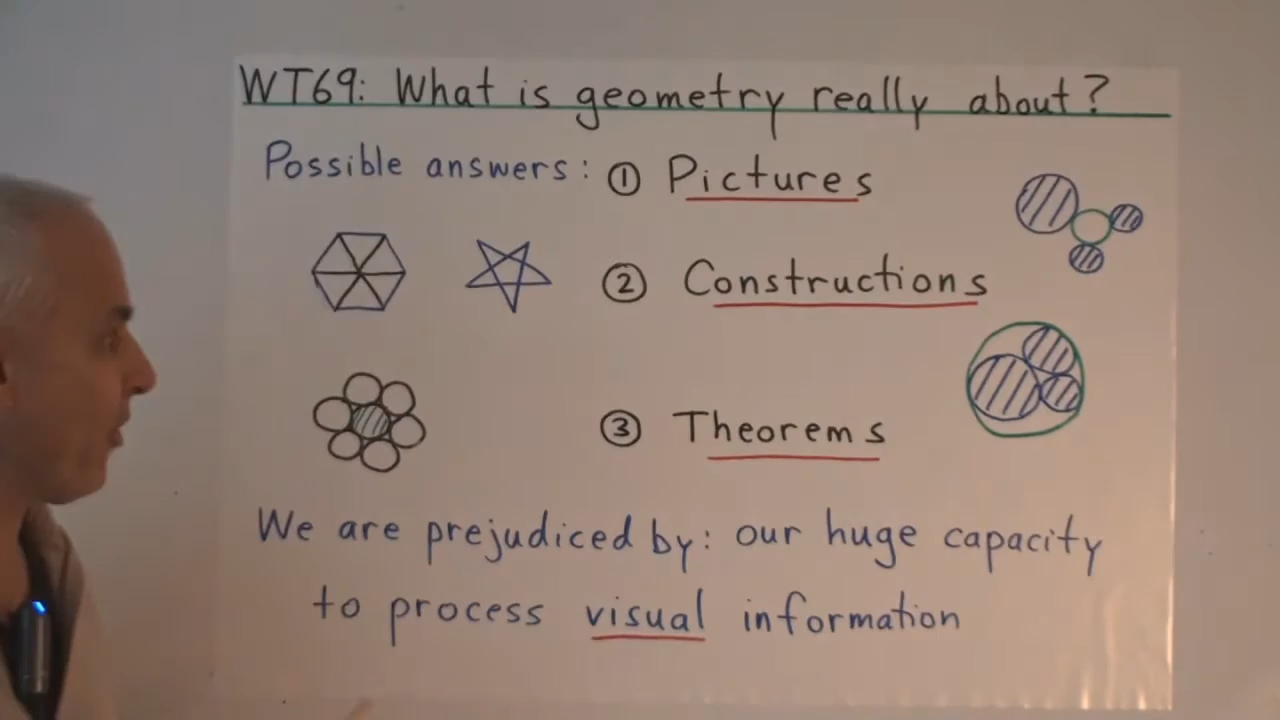 WT69: What is geometry really about?
Possible answers: ① Pictures
② Constructions
③ Theorems
We are prejudiced by: our huge capacity
to process visual information